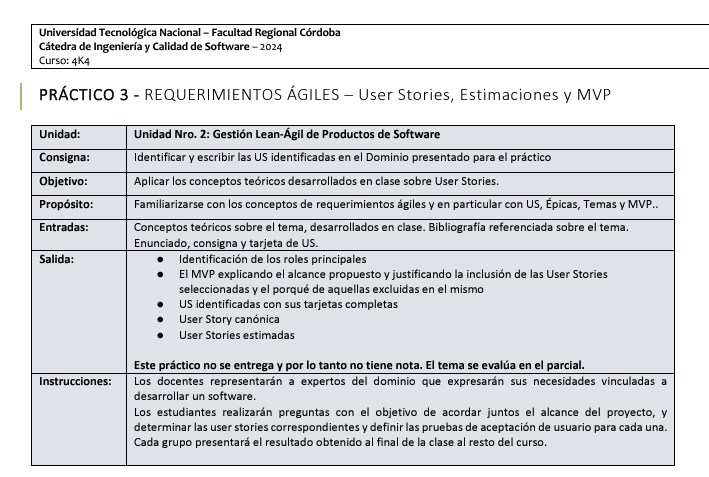 Universidad Tecnológica Nacional – Facultad Regional Córdoba
Cátedra de Ingeniería y Calidad de Software – 2024
Curso: 4K4
PRÁCTICO 3 - REQUERIMIENTOS ÁGILES – User Stories, Estimaciones y MVP
Unidad: Unidad Nro. 2: Gestión Lean-Ágil de Productos de Software
Consigna: Identificar y escribir las US identificadas en el Dominio presentado para el práctico
Objetivo: Aplicar los conceptos teóricos desarrollados en clase sobre User Stories.
Propósito: Familiarizarse con los conceptos de requerimientos ágiles y en particular con US, Épicas, Temas y MVP..
Entradas: Conceptos teóricos sobre el tema, desarrollados en clase. Bibliografía referenciada sobre el tema.
Enunciado, consigna y tarjeta de US.
Salida: ● Identificación de los roles principales
● El MVP explicando el alcance propuesto y justificando la inclusión de las User Stories
seleccionadas y el porqué de aquellas excluidas en el mismo
● US identificadas con sus tarjetas completas
● User Story canónica
● User Stories estimadas
Este práctico no se entrega y por lo tanto no tiene nota. El tema se evalúa en el parcial.
Instrucciones: Los docentes representarán a expertos del dominio que expresarán sus necesidades vinculadas a
desarrollar un software.
Los estudiantes realizarán preguntas con el objetivo de acordar juntos el alcance del proyecto, y
determinar las user stories correspondientes y definir las pruebas de aceptación de usuario para cada una.
Cada grupo presentará el resultado obtenido al final de la clase al resto del curso.